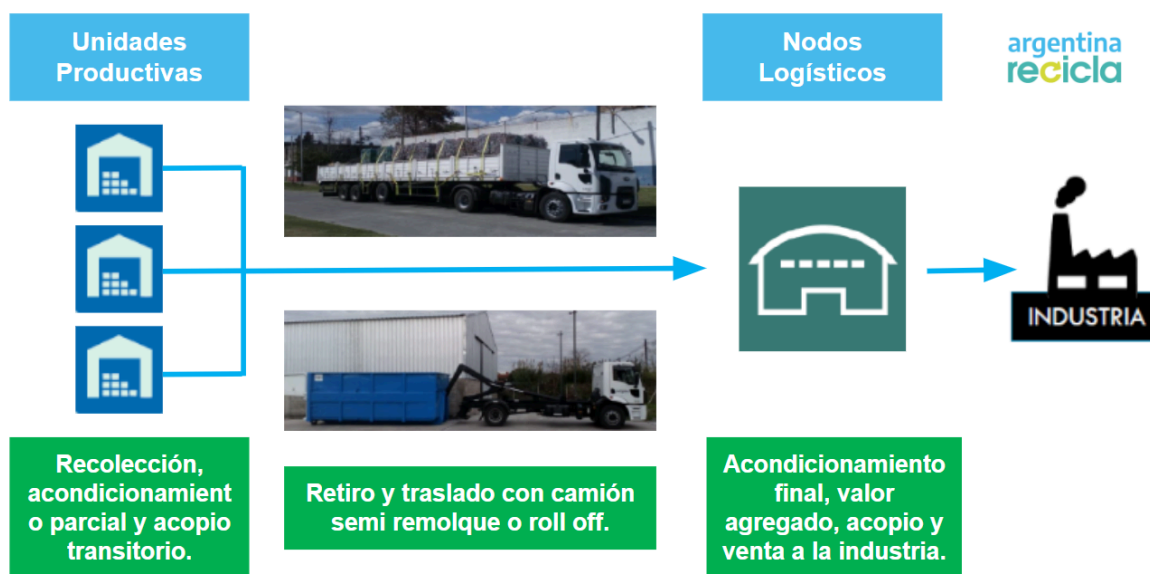 Unidades
Productivas
Nodos
Logísticos
argentina
recicla
INDUSTRIA
Recolección,
acondicionamient
o parcial y acopio
transitorio.
Retiro y traslado con camión
semi remolque o roll off.
Acondicionamiento
final, valor
agregado, acopio y
venta a la industria.